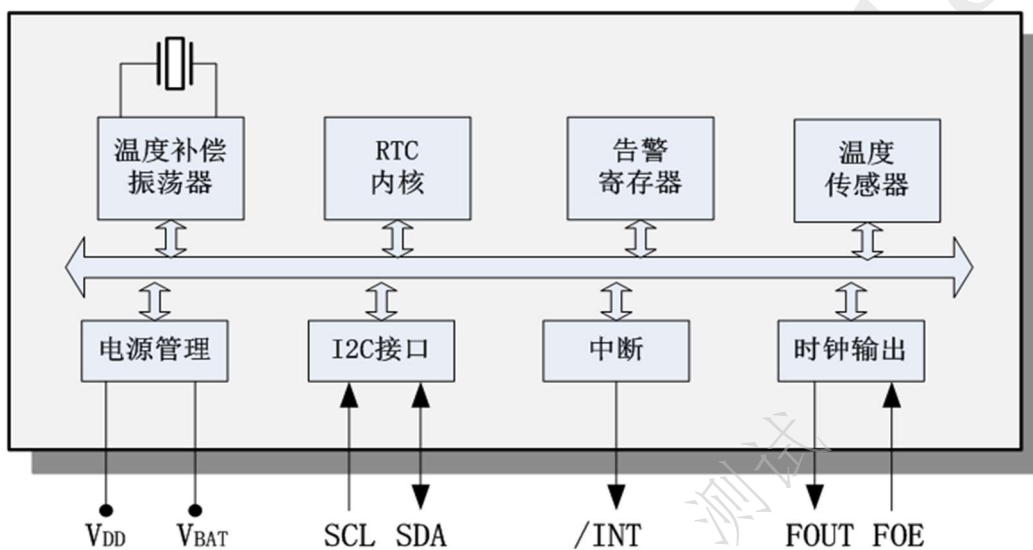 温度补偿
振荡器
RTC
内核
告警
寄存器
温度
传感器
电源管理
I2C接口
中断
时钟输出
VDD VBAT SCL SDA /INT FOUT FOE
测试